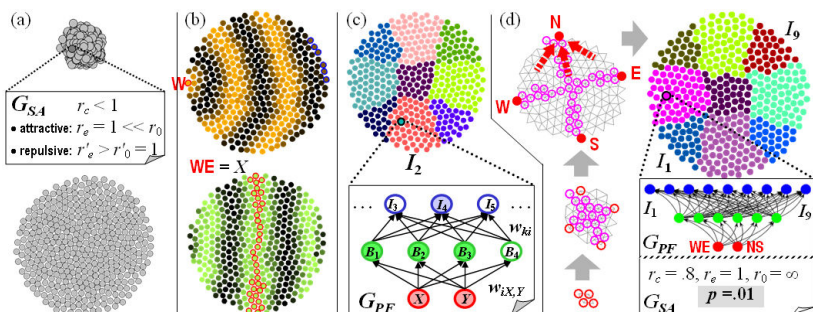 (a)
G_SA r_c < 1
• attractive: r_e = 1 << r_0
• repulsive: r'_e > r'_0 = 1
(b)
W
WE = X
(c)
I_2
I_3 I_4 I_5
w_ki
B_1 B_2 B_3 B_4
w_iX,Y
G_PF X Y
(d)
N
W E
S
I_9
I_1
I_1 I_9
G_PF WE NS
r_c = .8, r_e = 1, r_0 = ∞
G_SA p = .01